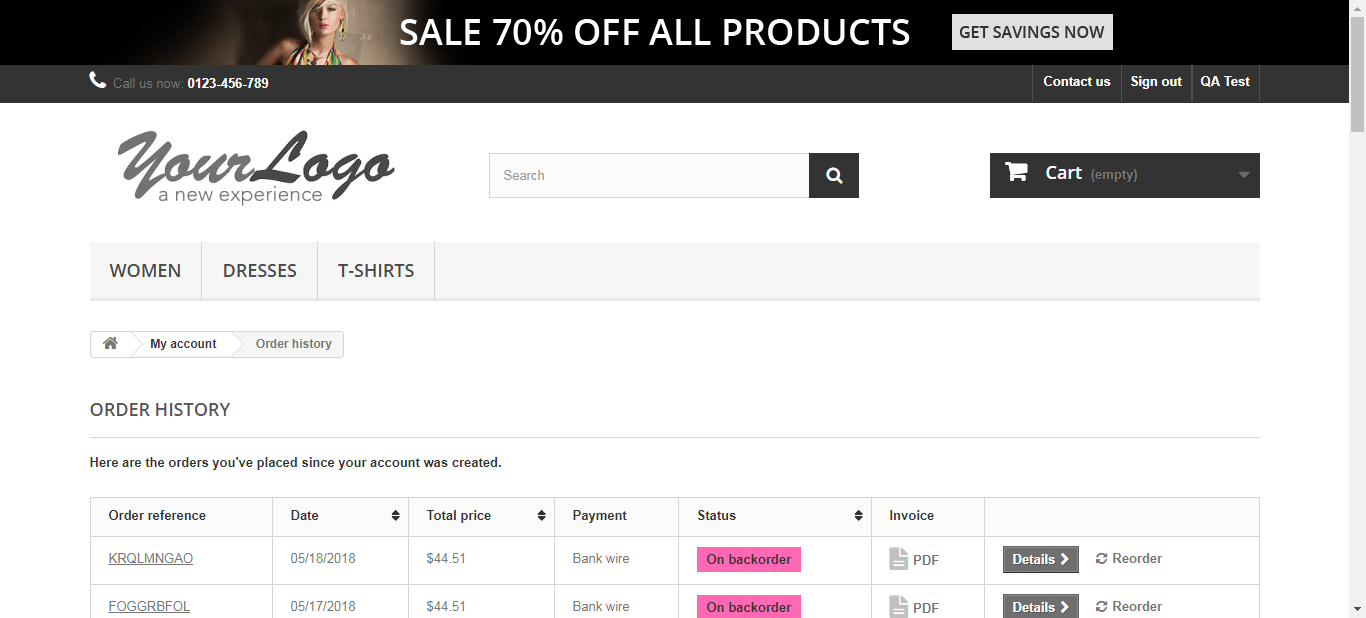 SALE 70% OFF ALL PRODUCTS GET SAVINGS NOW
Call us now: 0123-456-789 Contact us Sign out QA Test
YourLogo
a new experience
Search
Cart (empty)
WOMEN DRESSES T-SHIRTS
My account Order history
ORDER HISTORY
Here are the orders you've placed since your account was created.
Order reference Date Total price Payment Status Invoice
KRQLMNGAO 05/18/2018 $44.51 Bank wire On backorder PDF Details Reorder
FOGGRBFOL 05/17/2018 $44.51 Bank wire On backorder PDF Details Reorder